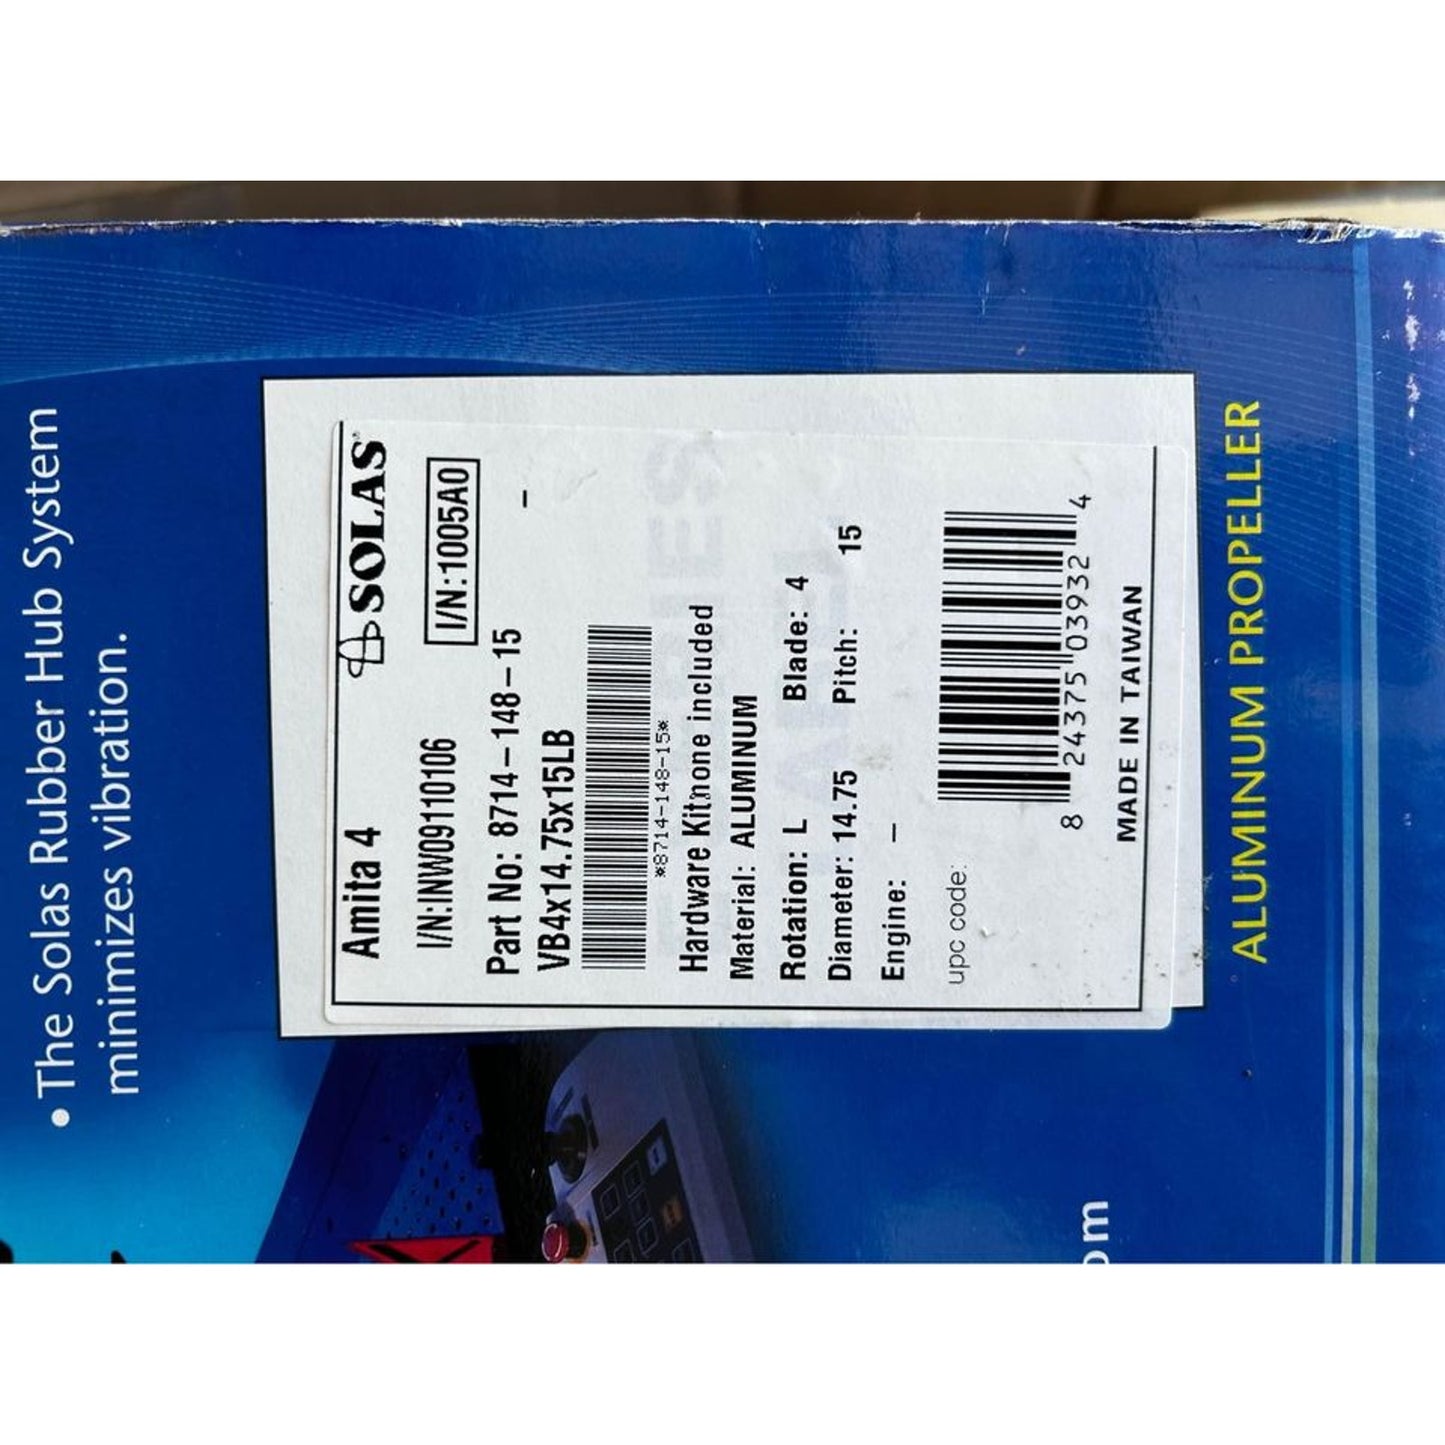 • The Solas Rubber Hub System
minimizes vibration.
Amita 4
SOLAS
I/N:INW09110106
I/N:1005A0
Part No: 8714-148-15 -
VB4x14.75x15LB
*8714-148-15*
Hardware Kit:none included
Material: ALUMINUM
Rotation: L Blade: 4
Diameter: 14.75 Pitch: 15
Engine: -
upc code:
8 24375 03932 4
MADE IN TAIWAN
ALUMINUM PROPELLER